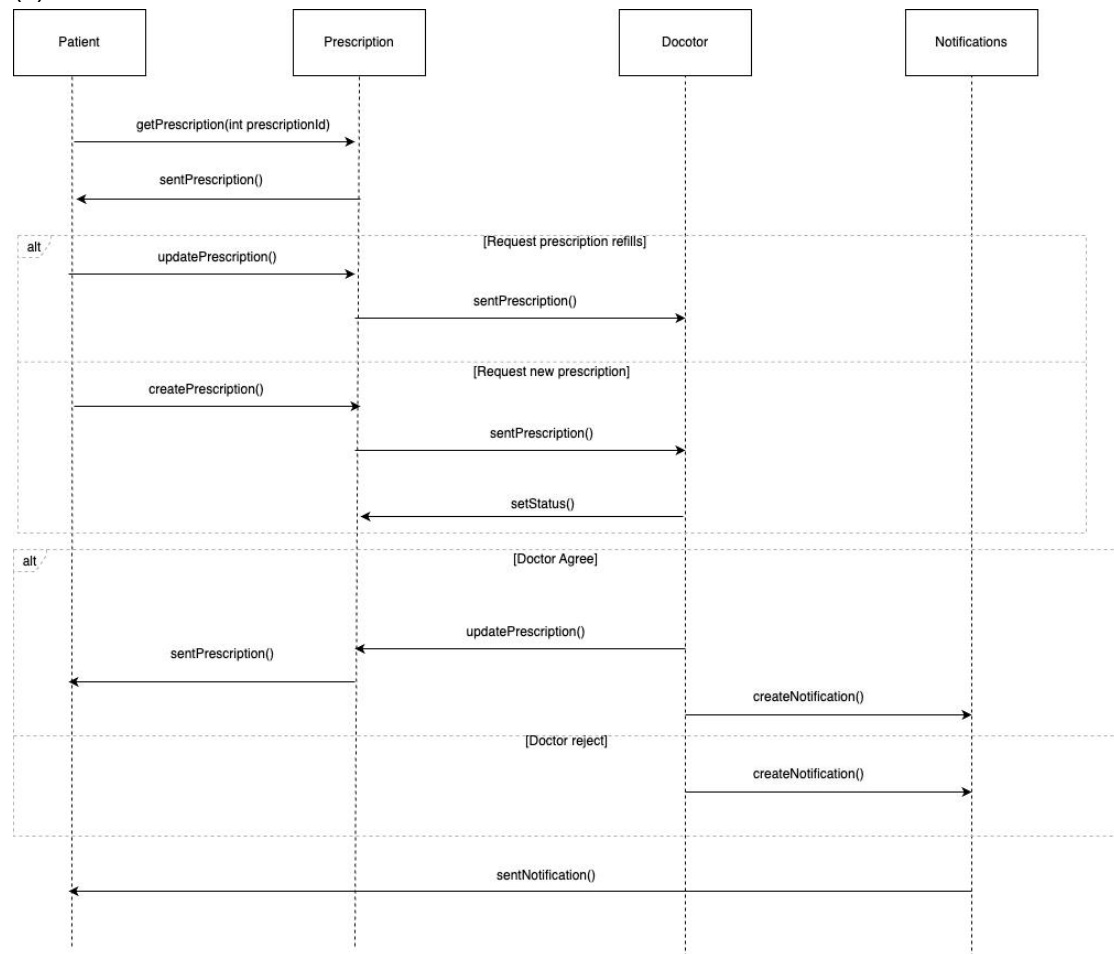 Patient
Prescription
Docotor
Notifications
getPrescription(int prescriptionId)
sentPrescription()
alt
[Request prescription refills]
updatePrescription()
sentPrescription()
[Request new prescription]
createPrescription()
sentPrescription()
setStatus()
alt
[Doctor Agree]
updatePrescription()
sentPrescription()
createNotification()
[Doctor reject]
createNotification()
sentNotification()